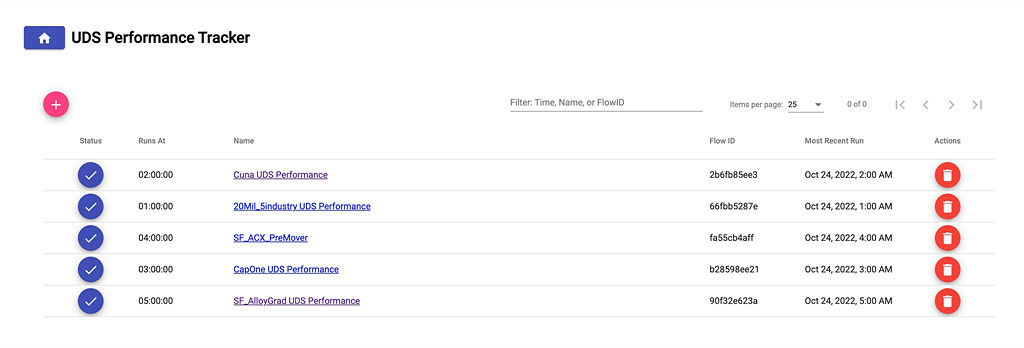 UDS Performance Tracker
Filter: Time, Name, or FlowID Items per page: 25 0 of 0
Status Runs At Name Flow ID Most Recent Run Actions
02:00:00 Cuna UDS Performance 2b6fb85ee3 Oct 24, 2022, 2:00 AM
01:00:00 20Mil_5industry UDS Performance 66fbb5287e Oct 24, 2022, 1:00 AM
04:00:00 SF_ACX_PreMover fa55cb4aff Oct 24, 2022, 4:00 AM
03:00:00 CapOne UDS Performance b28598ee21 Oct 24, 2022, 3:00 AM
05:00:00 SF_AlloyGrad UDS Performance 90f32e623a Oct 24, 2022, 5:00 AM